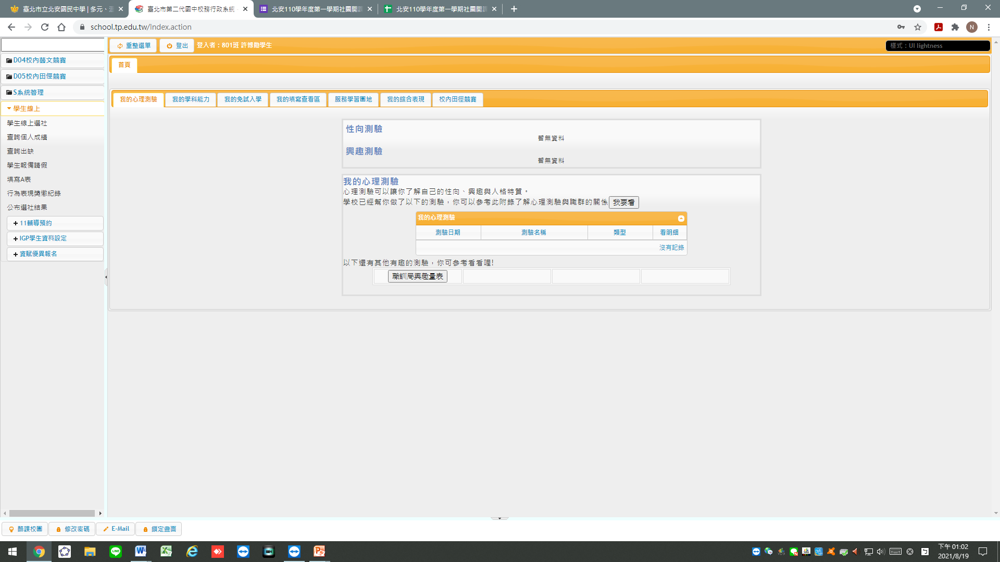 臺北市立北安國民中學 | 多元、溫
臺北市第二代國中校務行政系統
北安110學年度第一學期社團開課
北安110學年度第一學期社團開課
school.tp.edu.tw/Index.action
N
重整選單
登出
登入者:801班 許博勛學生
樣式:UI lightness
D04校內藝文競賽
D05校內田徑競賽
S系統管理
學生線上
學生線上選社
查詢個人成績
查詢出缺
學生報備請假
填寫A表
行為表現獎懲紀錄
公布選社結果
11輔導預約
IGP學生資料設定
資賦優異報名
首頁
我的心理測驗
我的學科能力
我的免試入學
我的填寫查看區
服務學習園地
我的綜合表現
校內田徑競賽
性向測驗
暫無資料
興趣測驗
暫無資料
我的心理測驗
心理測驗可以讓你了解自己的性向、興趣與人格特質。
學校已經幫你做了以下的測驗,你可以參考此附錄了解心理測驗與職群的關係 我要看
我的心理測驗
測驗日期
測驗名稱
類型
看明細
沒有記錄
以下還有其他有趣的測驗,你可參考看看喔!
職訓局興趣量表
酷課校園
修改密碼
E-Mail
鎖定畫面
下午 01:02
2021/8/19